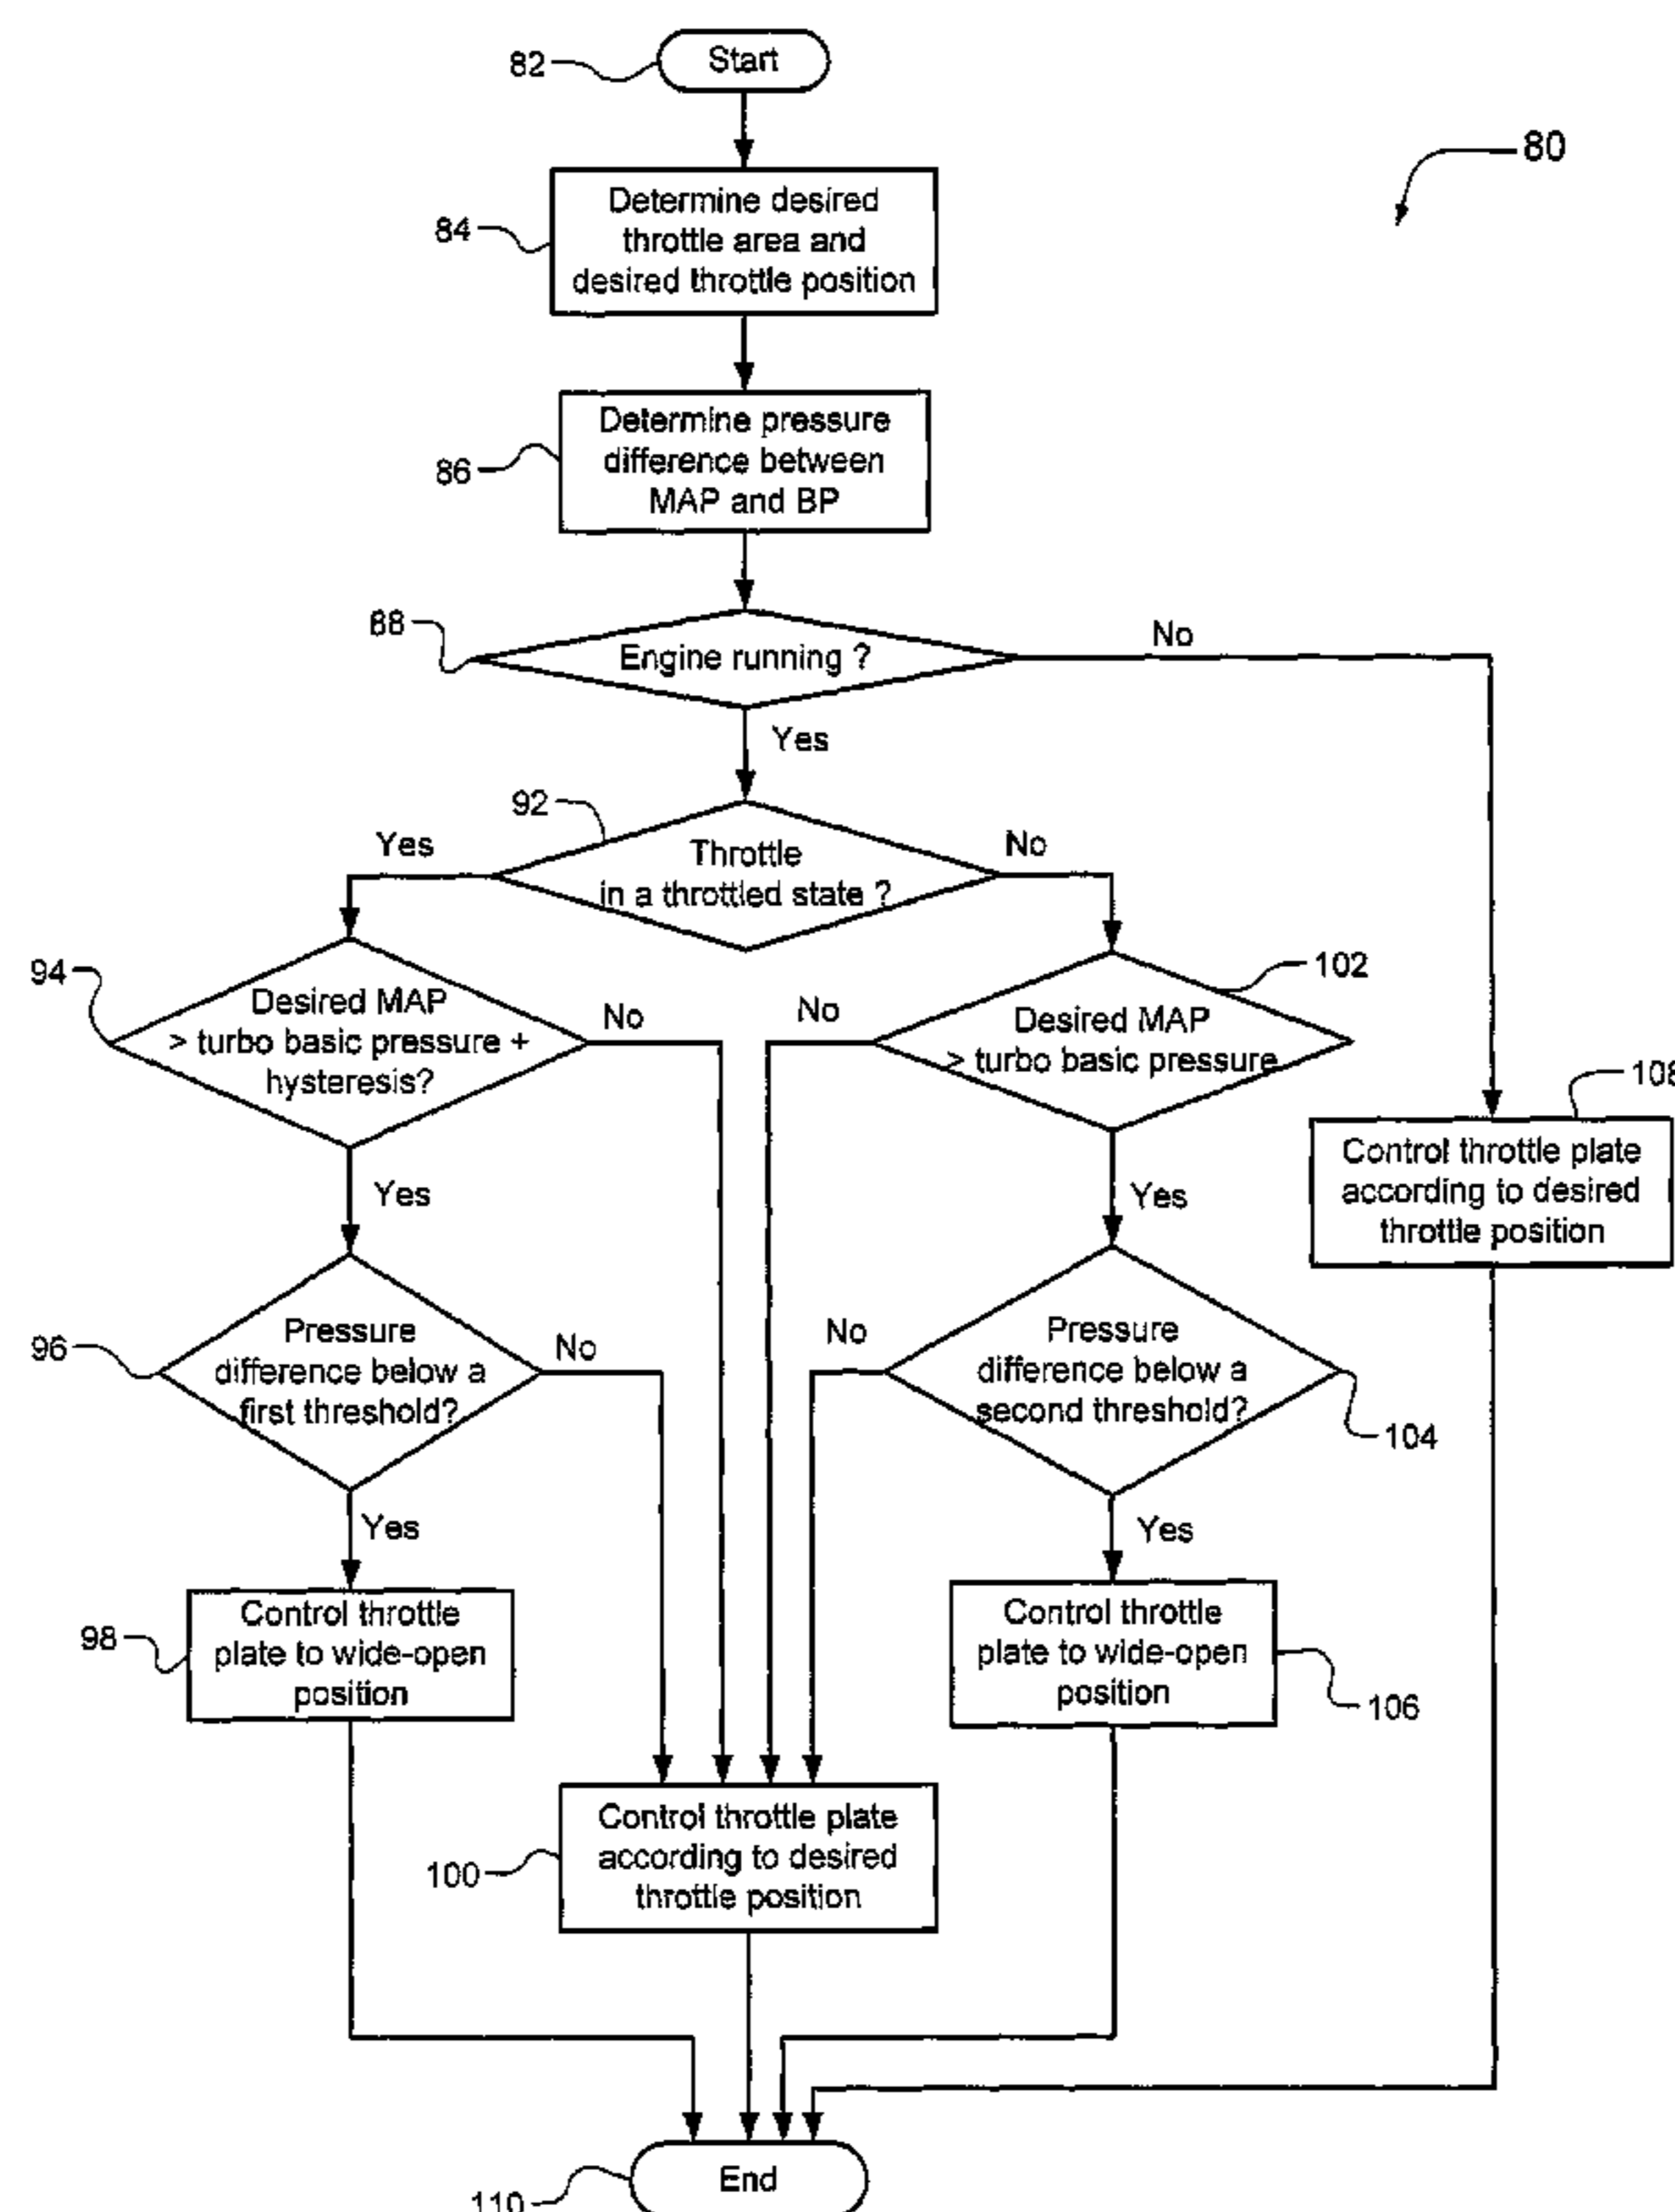 82
Start
80
84
Determine desired
throttle area and
desired throttle position
86
Determine pressure
difference between
MAP and BP
88
Engine running ?
No
Yes
92
Throttle
in a throttled state ?
Yes
No
94
Desired MAP
> turbo basic pressure +
hysteresis?
No
102
Desired MAP
> turbo basic pressure
No
108
Control throttle plate
according to desired
throttle position
Yes
Yes
96
Pressure
difference below a
first threshold?
No
Pressure
difference below a
second threshold?
No
104
Yes
Yes
98
Control throttle
plate to wide-open
position
Control throttle
plate to wide-open
position
106
100
Control throttle plate
according to desired
throttle position
110
End